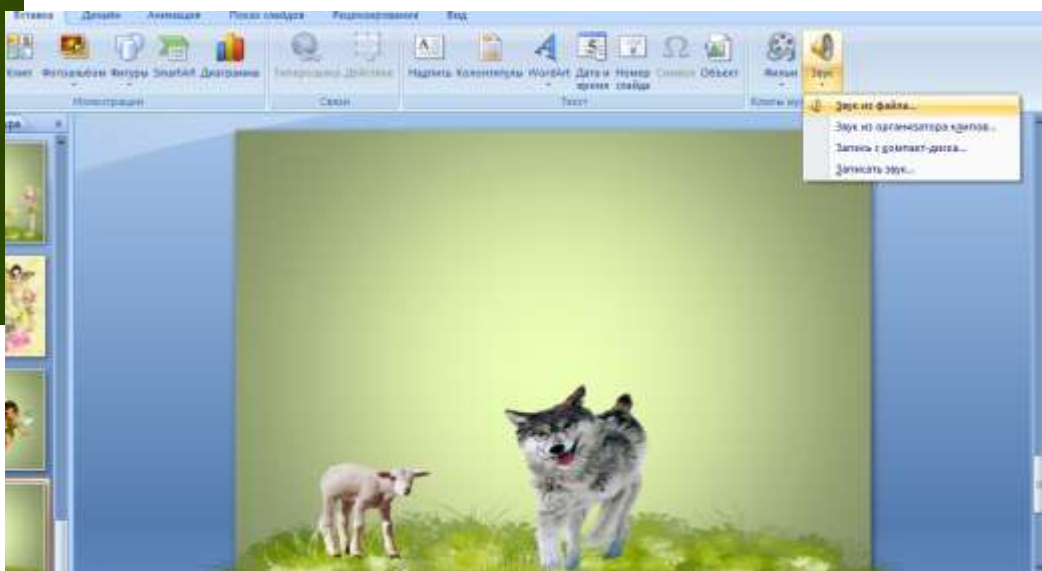 Вставка Дизайн Анимация Показ слайдов Рецензирование Вид
Клип Фотоальбом Фигуры SmartArt Диаграмма Гиперссылка Действие Надпись Колонтитулы WordArt Дата и время Номер слайда Символ Объект Фильм Звук
Иллюстрации Связи Текст Клипы
Звук из файла...
Звук из организатора клипов...
Запись с компакт-диска...
Записать звук...